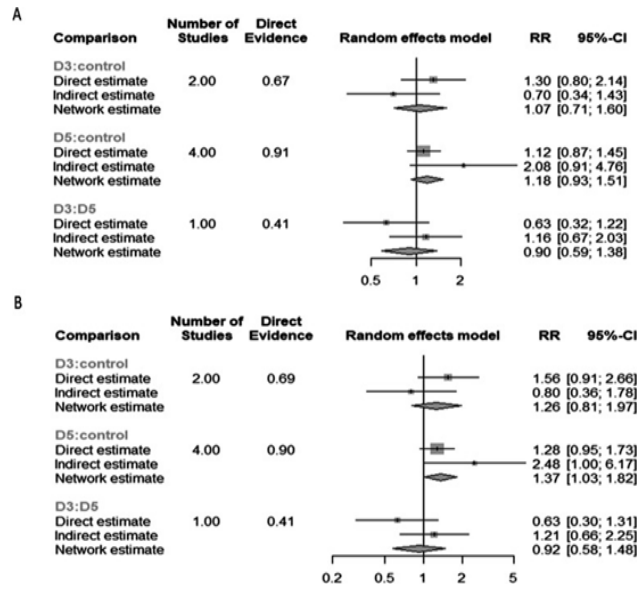 A
Number of Direct
Comparison Studies Evidence Random effects model RR 95%-CI
D3:control
Direct estimate 2.00 0.67 1.30 [0.80; 2.14]
Indirect estimate 0.70 [0.34; 1.43]
Network estimate 1.07 [0.71; 1.60]
D5:control
Direct estimate 4.00 0.91 1.12 [0.87; 1.45]
Indirect estimate 2.08 [0.91; 4.76]
Network estimate 1.18 [0.93; 1.51]
D3:D5
Direct estimate 1.00 0.41 0.63 [0.32; 1.22]
Indirect estimate 1.16 [0.67; 2.03]
Network estimate 0.90 [0.59; 1.38]
0.5 1 2
B
Number of Direct
Comparison Studies Evidence Random effects model RR 95%-CI
D3:control
Direct estimate 2.00 0.69 1.56 [0.91; 2.66]
Indirect estimate 0.80 [0.36; 1.78]
Network estimate 1.26 [0.81; 1.97]
D5:control
Direct estimate 4.00 0.90 1.28 [0.95; 1.73]
Indirect estimate 2.48 [1.00; 6.17]
Network estimate 1.37 [1.03; 1.82]
D3:D5
Direct estimate 1.00 0.41 0.63 [0.30; 1.31]
Indirect estimate 1.21 [0.66; 2.25]
Network estimate 0.92 [0.58; 1.48]
0.2 0.5 1 2 5